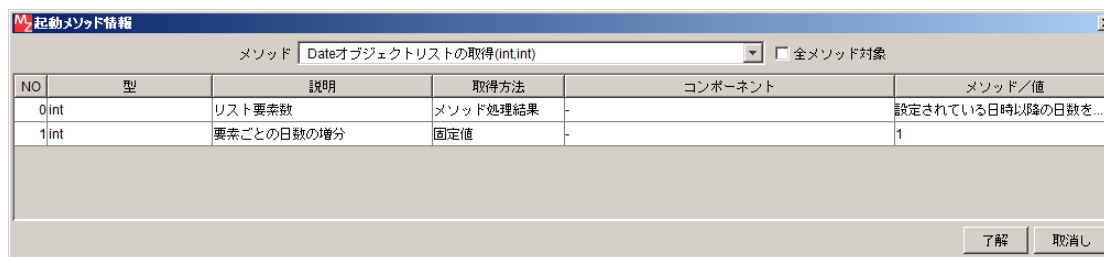 起動メソッド情報
メソッド Dateオブジェクトリストの取得(int,int) 全メソッド対象
NO 型 説明 取得方法 コンポーネント メソッド／値
0 int リスト要素数 メソッド処理結果 - 設定されている日時以降の日数を...
1 int 要素ごとの日数の増分 固定値 - 1
了解 取消し